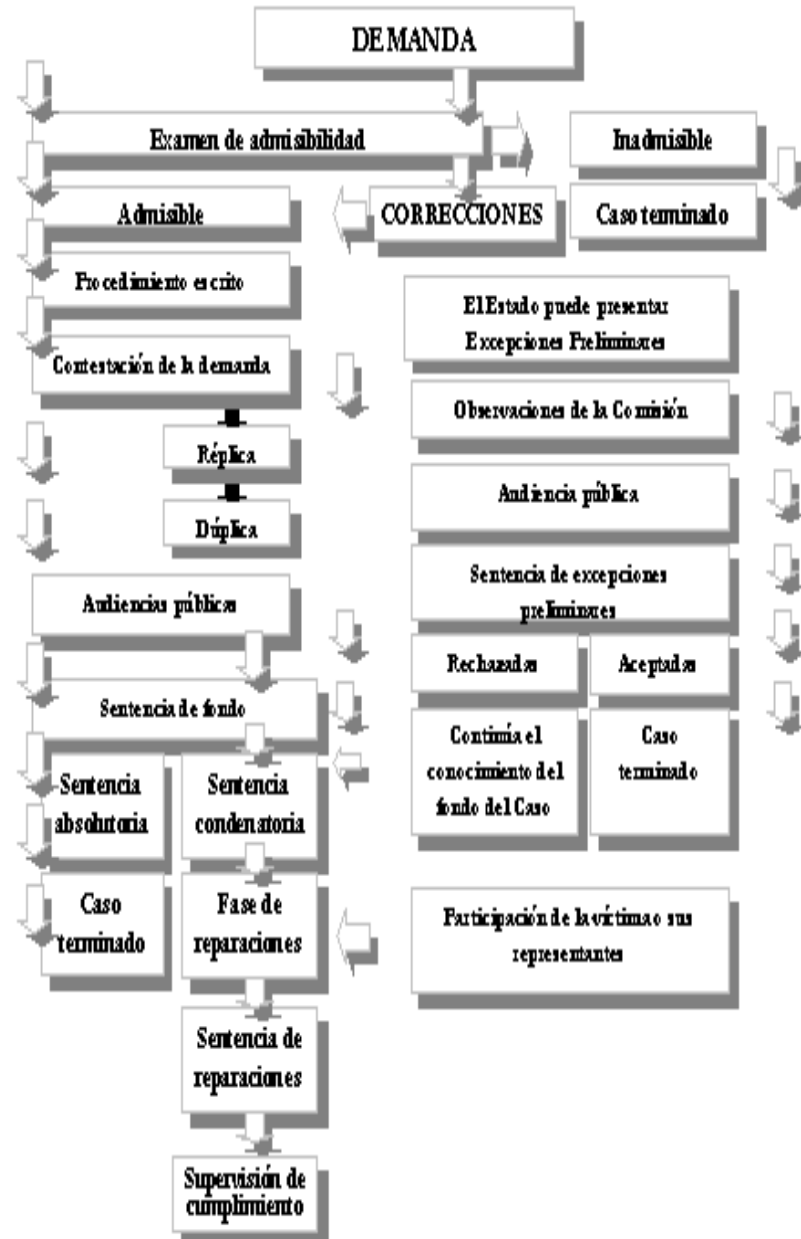 DEMANDA
Examen de admisibilidad
Inadmisible
Admisible
CORRECCIONES
Caso terminado
Procedimiento escrito
El Estado puede presentar
Excepciones Preliminares
Contestación de la demanda
Observaciones de la Comisión
Réplica
Audiencia pública
Dúplica
Sentencia de excepciones
preliminares
Audiencias públicas
Rechazadas
Aceptadas
Sentencia de fondo
Continúa el
conocimiento del
fondo del Caso
Caso
terminado
Sentencia
absolutoria
Sentencia
condenatoria
Caso
terminado
Fase de
reparaciones
Participación de la víctima o sus
representantes
Sentencia de
reparaciones
Supervisión de
cumplimiento